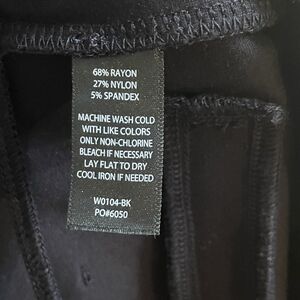 68% RAYON
27% NYLON
5% SPANDEX
MACHINE WASH COLD
WITH LIKE COLORS
ONLY NON-CHLORINE
BLEACH IF NECESSARY
LAY FLAT TO DRY
COOL IRON IF NEEDED
W0104-BK
PO#6050